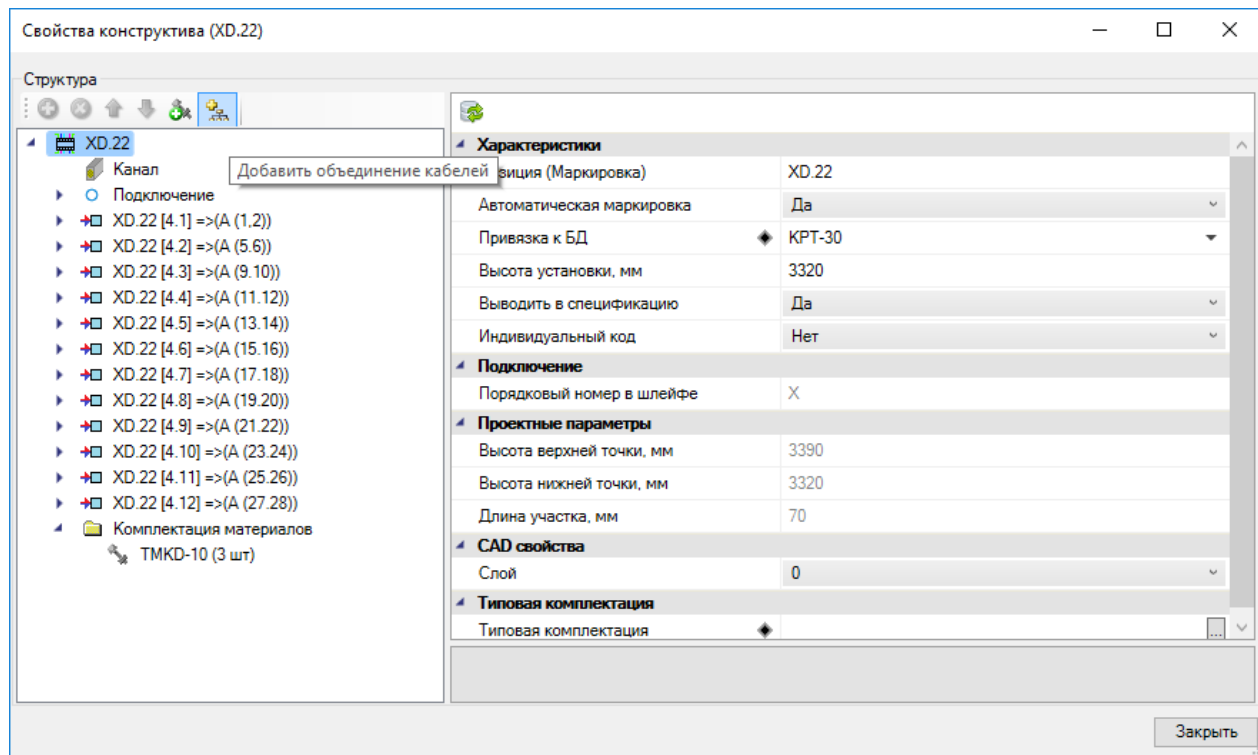 Свойства конструктива (XD.22)
Структура
XD.22
Канал
Добавить объединение кабелей
Подключение
XD.22 [4.1] =>(A (1,2))
XD.22 [4.2] =>(A (5.6))
XD.22 [4.3] =>(A (9.10))
XD.22 [4.4] =>(A (11.12))
XD.22 [4.5] =>(A (13.14))
XD.22 [4.6] =>(A (15.16))
XD.22 [4.7] =>(A (17.18))
XD.22 [4.8] =>(A (19.20))
XD.22 [4.9] =>(A (21.22))
XD.22 [4.10] =>(A (23.24))
XD.22 [4.11] =>(A (25.26))
XD.22 [4.12] =>(A (27.28))
Комплектация материалов
TMKD-10 (3 шт)
Характеристики
зиция (Маркировка) XD.22
Автоматическая маркировка Да
Привязка к БД КРТ-30
Высота установки, мм 3320
Выводить в спецификацию Да
Индивидуальный код Нет
Подключение
Порядковый номер в шлейфе X
Проектные параметры
Высота верхней точки, мм 3390
Высота нижней точки, мм 3320
Длина участка, мм 70
CAD свойства
Слой 0
Типовая комплектация
Типовая комплектация ...
Закрыть